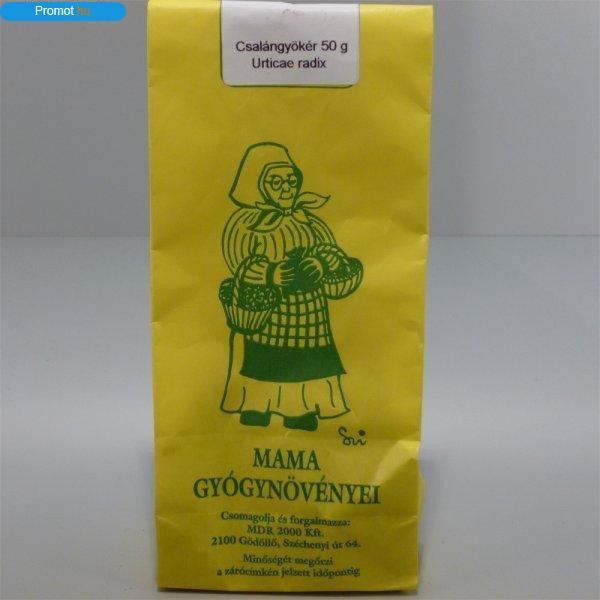 Promot.hu
Csalángyökér 50 g
Urticae radix
MAMA
GYÓGYNÖVÉNYEI
Csomagolja és forgalmazza:
MDR 2000 Kft.
2100 Gödöllő, Széchenyi út 64.
Minőségét megőrzi
a zárócímkén jelzett időpontig